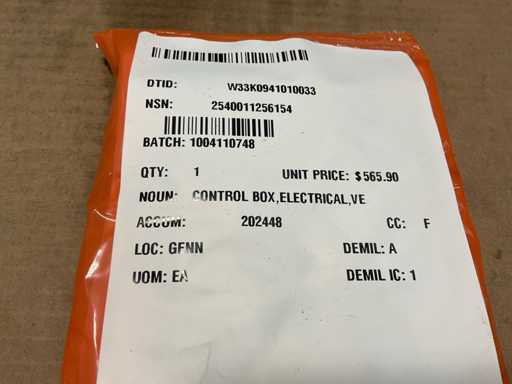 DTID: W33K0941010033
NSN: 2540011256154
BATCH: 1004110748
QTY: 1 UNIT PRICE: $565.90
NOUN: CONTROL BOX,ELECTRICAL,VE
ACCUM: 202448 CC: F
LOC: GFNN DEMIL: A
UOM: EA DEMIL IC: 1